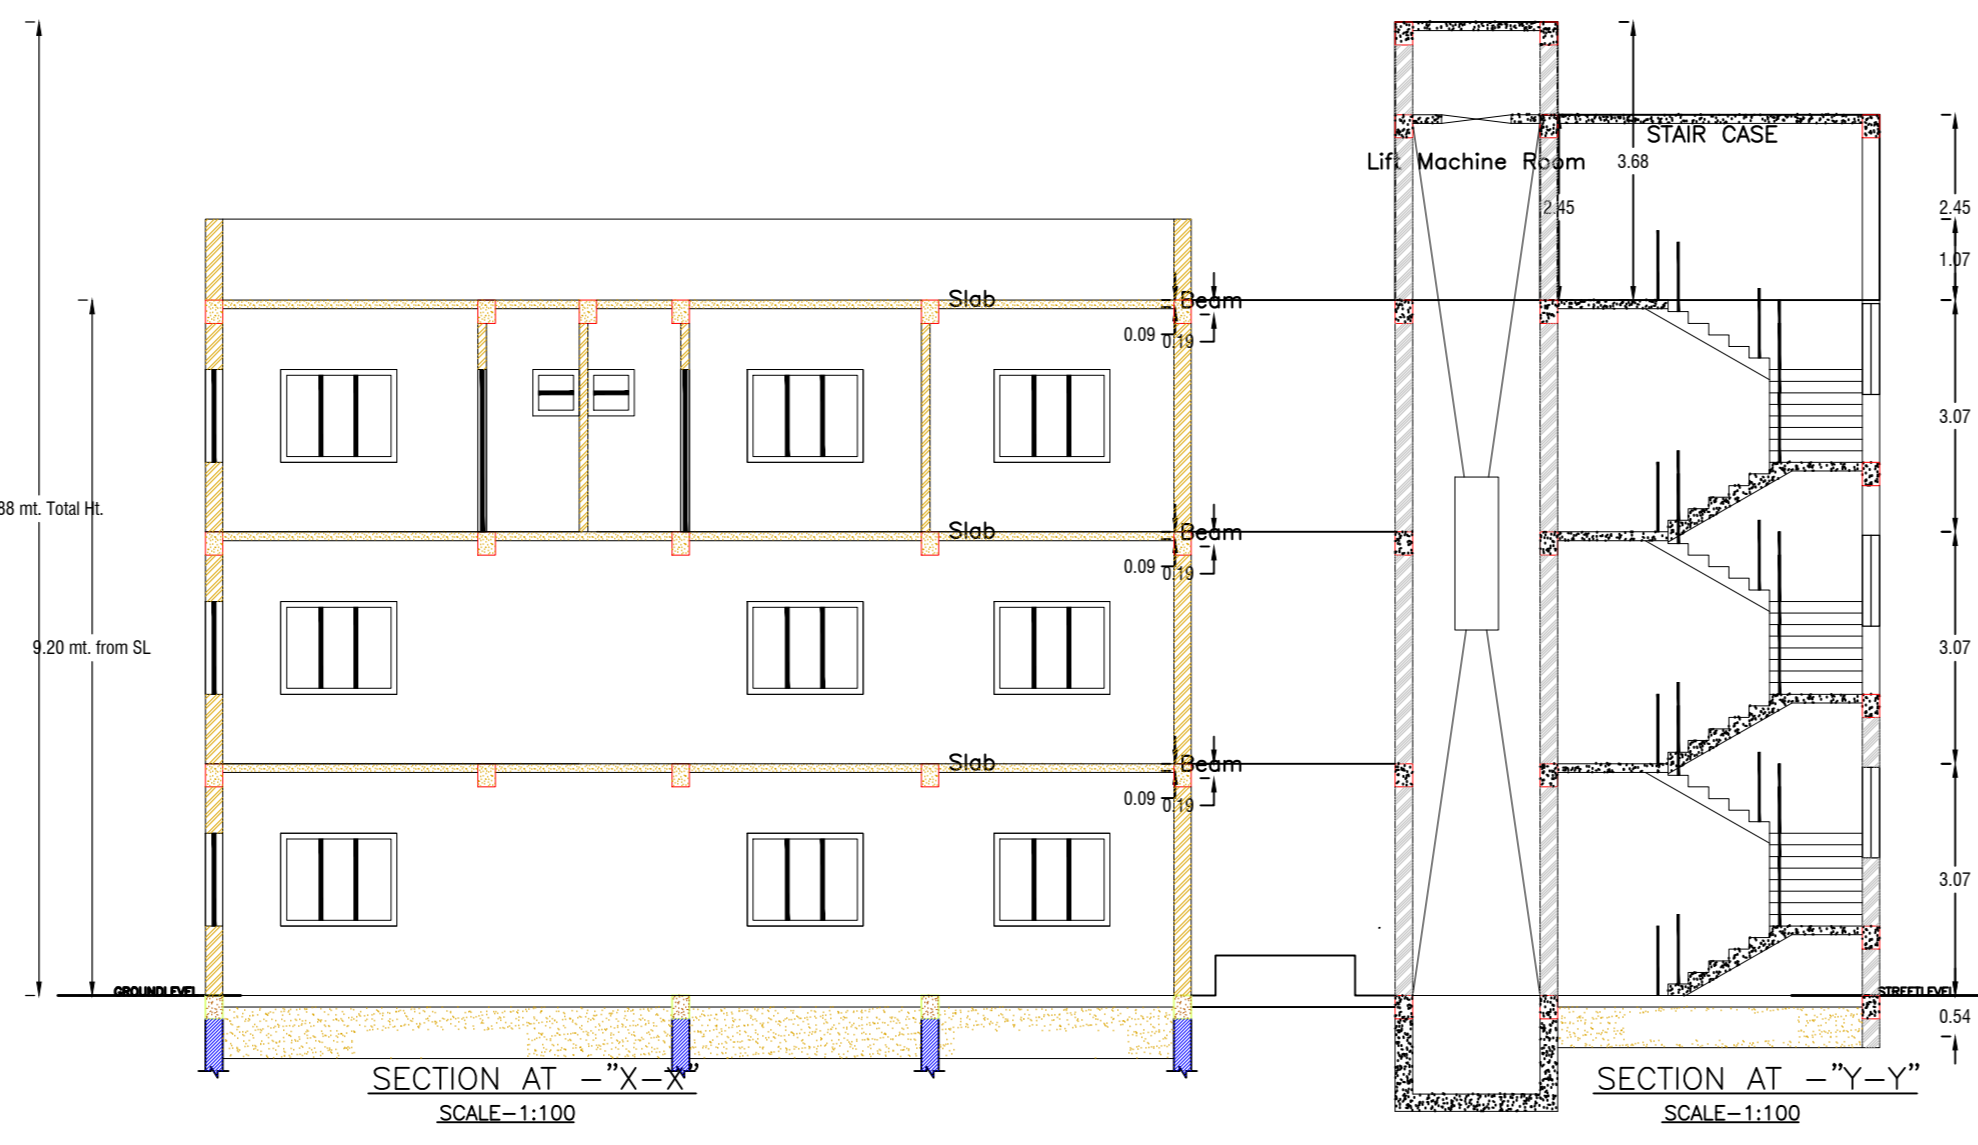 STAIR CASE
Lift Machine Room
3.68
2.45
2.45
1.07
Slab
Beam
0.09
0.19
3.07
88 mt. Total Ht.
Slab
Beam
0.09
0.19
9.20 mt. from SL
3.07
Slab
Beam
0.09
0.19
3.07
GROUNDLEVEL
STREETLEVEL
0.54
SECTION AT -"X-X"
SCALE-1:100
SECTION AT -"Y-Y"
SCALE-1:100